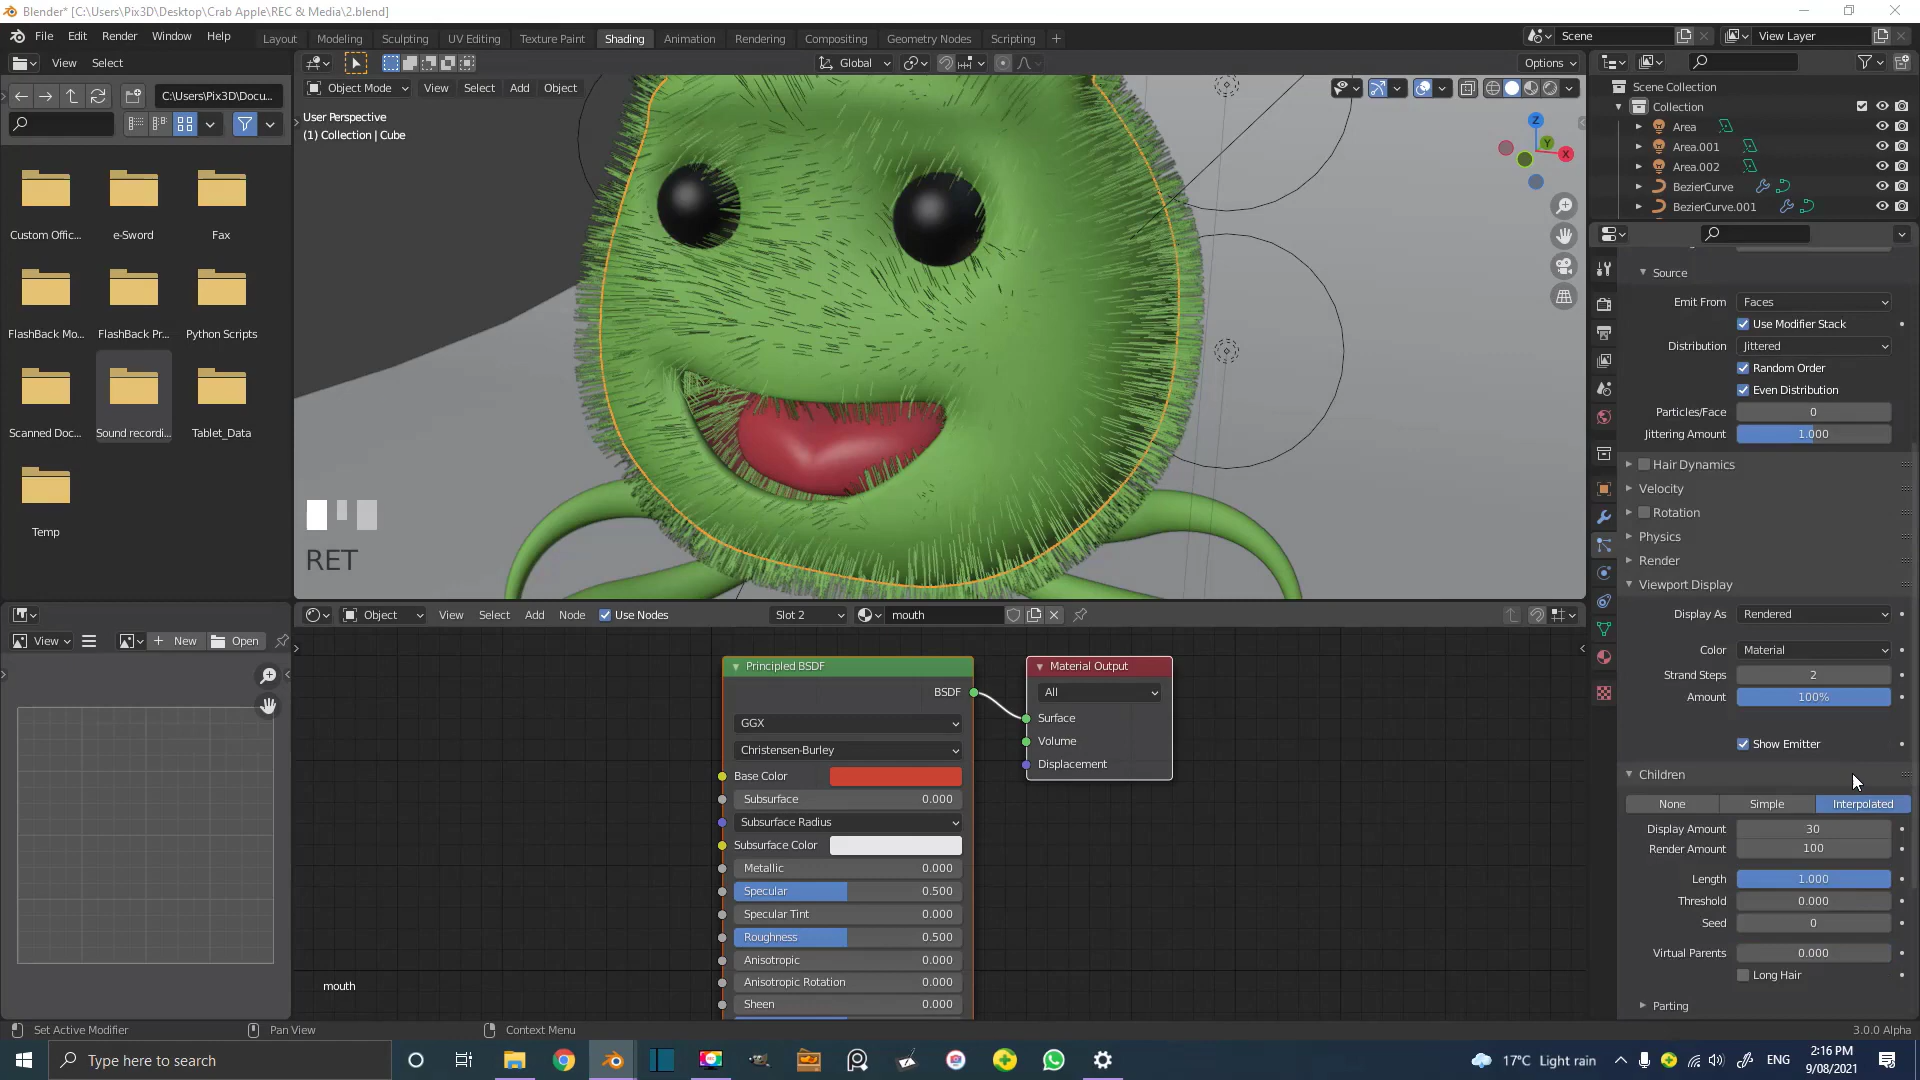 Blender* [C:\Users\Pix3D\Desktop\Crab Apple\REC & Media\2.blend]
File Edit Render Window Help Layout Modeling Sculpting UV Editing Texture Paint Shading Animation Rendering Compositing Geometry Nodes Scripting + Scene View Layer
View Select Global Options
C:\Users\Pix3D\Docu... Object Mode View Select Add Object
User Perspective
(1) Collection | Cube
Scene Collection
Collection
Area
Area.001
Area.002
BezierCurve
BezierCurve.001
Z
Y
X
Custom Offic... e-Sword Fax
FlashBack Mo... FlashBack Pr... Python Scripts
Scanned Doc... Sound recordi... Tablet_Data
Temp
RET
Source
Emit From Faces
Use Modifier Stack
Distribution Jittered
Random Order
Even Distribution
Particles/Face 0
Jittering Amount 1.000
Hair Dynamics
Velocity
Rotation
Physics
Render
Viewport Display
Display As Rendered
Color Material
Strand Steps 2
Amount 100%
Show Emitter
Children
None Simple Interpolated
Display Amount 30
Render Amount 100
Length 1.000
Threshold 0.000
Seed 0
Virtual Parents 0.000
Long Hair
Parting
Object View Select Add Node Use Nodes Slot 2 mouth
View New Open
Principled BSDF
BSDF
GGX
Christensen-Burley
Base Color
Subsurface 0.000
Subsurface Radius
Subsurface Color
Metallic 0.000
Specular 0.500
Specular Tint 0.000
Roughness 0.500
Anisotropic 0.000
Anisotropic Rotation 0.000
Sheen 0.000
Material Output
All
Surface
Volume
Displacement
mouth
Set Active Modifier Pan View Context Menu 3.0.0 Alpha
Type here to search 17°C Light rain ENG 2:16 PM
9/08/2021